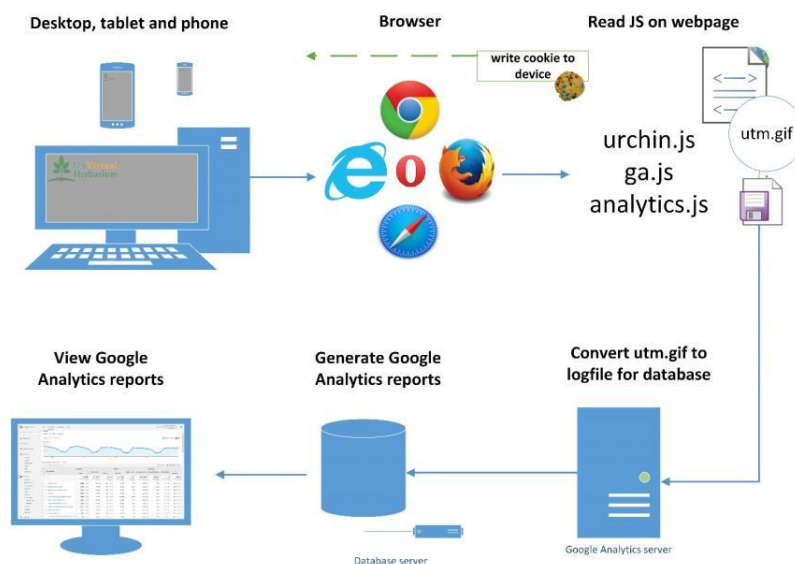 Desktop, tablet and phone
Browser
Read JS on webpage
write cookie to
device
utm.gif
urchin.js
ga.js
analytics.js
Virtual
Herbarium
View Google
Analytics reports
Generate Google
Analytics reports
Convert utm.gif to
logfile for database
Database server
Google Analytics server